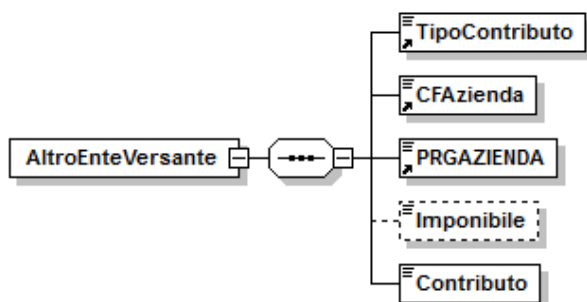 TipoContributo
CFAzienda
AltroEnteVersante
PRGAZIENDA
Imponibile
Contributo